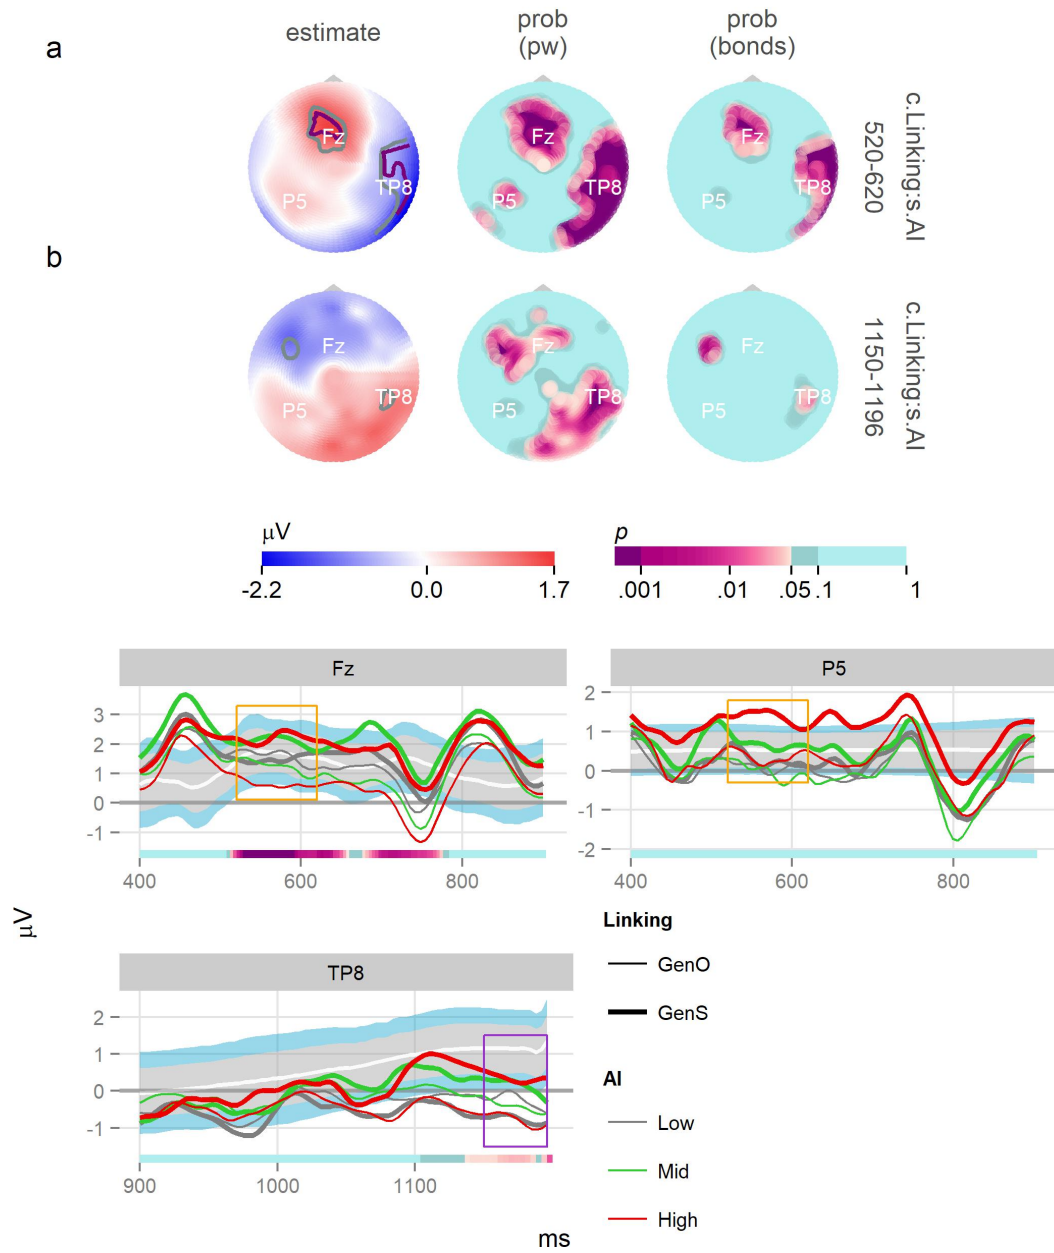 a
estimate
prob
(pw)
prob
(bonds)
Fz
P5
TP8
Fz
P5
TP8
Fz
P5
TP8
c.Linking:s.AI
520-620
b
Fz
P5
TP8
Fz
P5
TP8
Fz
TP8
P5
c.Linking:s.AI
1150-1196
µV
-2.2
0.0
1.7
p
.001
.01
.05
.1
1
Fz
3
2
1
0
-1
400
600
800
P5
2
1
0
-1
-2
400
600
800
µV
TP8
2
1
0
-1
900
1000
1100
ms
Linking
GenO
GenS
AI
Low
Mid
High